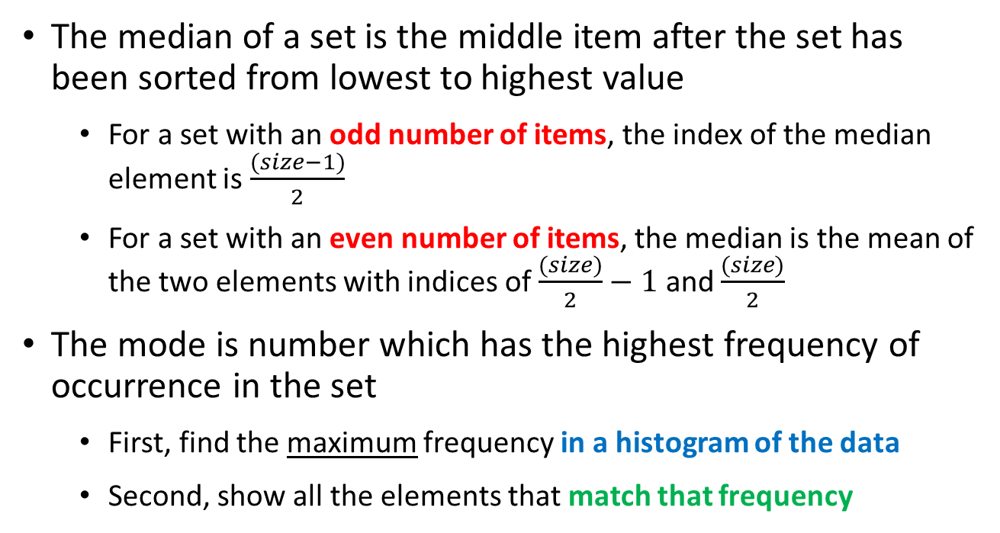 • The median of a set is the middle item after the set has
been sorted from lowest to highest value
• For a set with an odd number of items, the index of the median
element is (size−1)/2
• For a set with an even number of items, the median is the mean of
the two elements with indices of (size)/2 − 1 and (size)/2
• The mode is number which has the highest frequency of
occurrence in the set
• First, find the maximum frequency in a histogram of the data
• Second, show all the elements that match that frequency